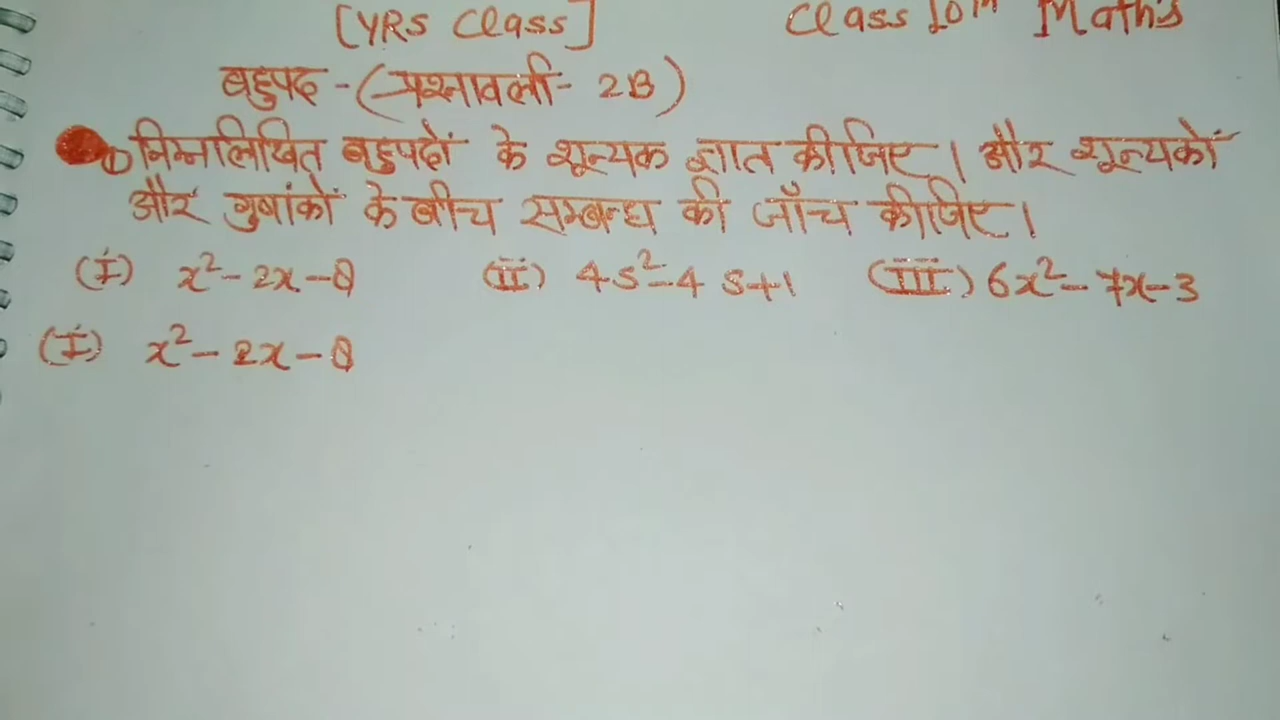 [YRS Class] Class 10th Maths
बहुपद - (प्रश्नावली - 2B)
① निम्नलिखित बहुपदों के शून्यक ज्ञात कीजिए। और शून्यकों
और गुणांकों के बीच सम्बन्ध की जाँच कीजिए।
(I) x² - 2x - 8 (II) 4s² - 4s + 1 (III) 6x² - 7x - 3
(I) x² - 2x - 8